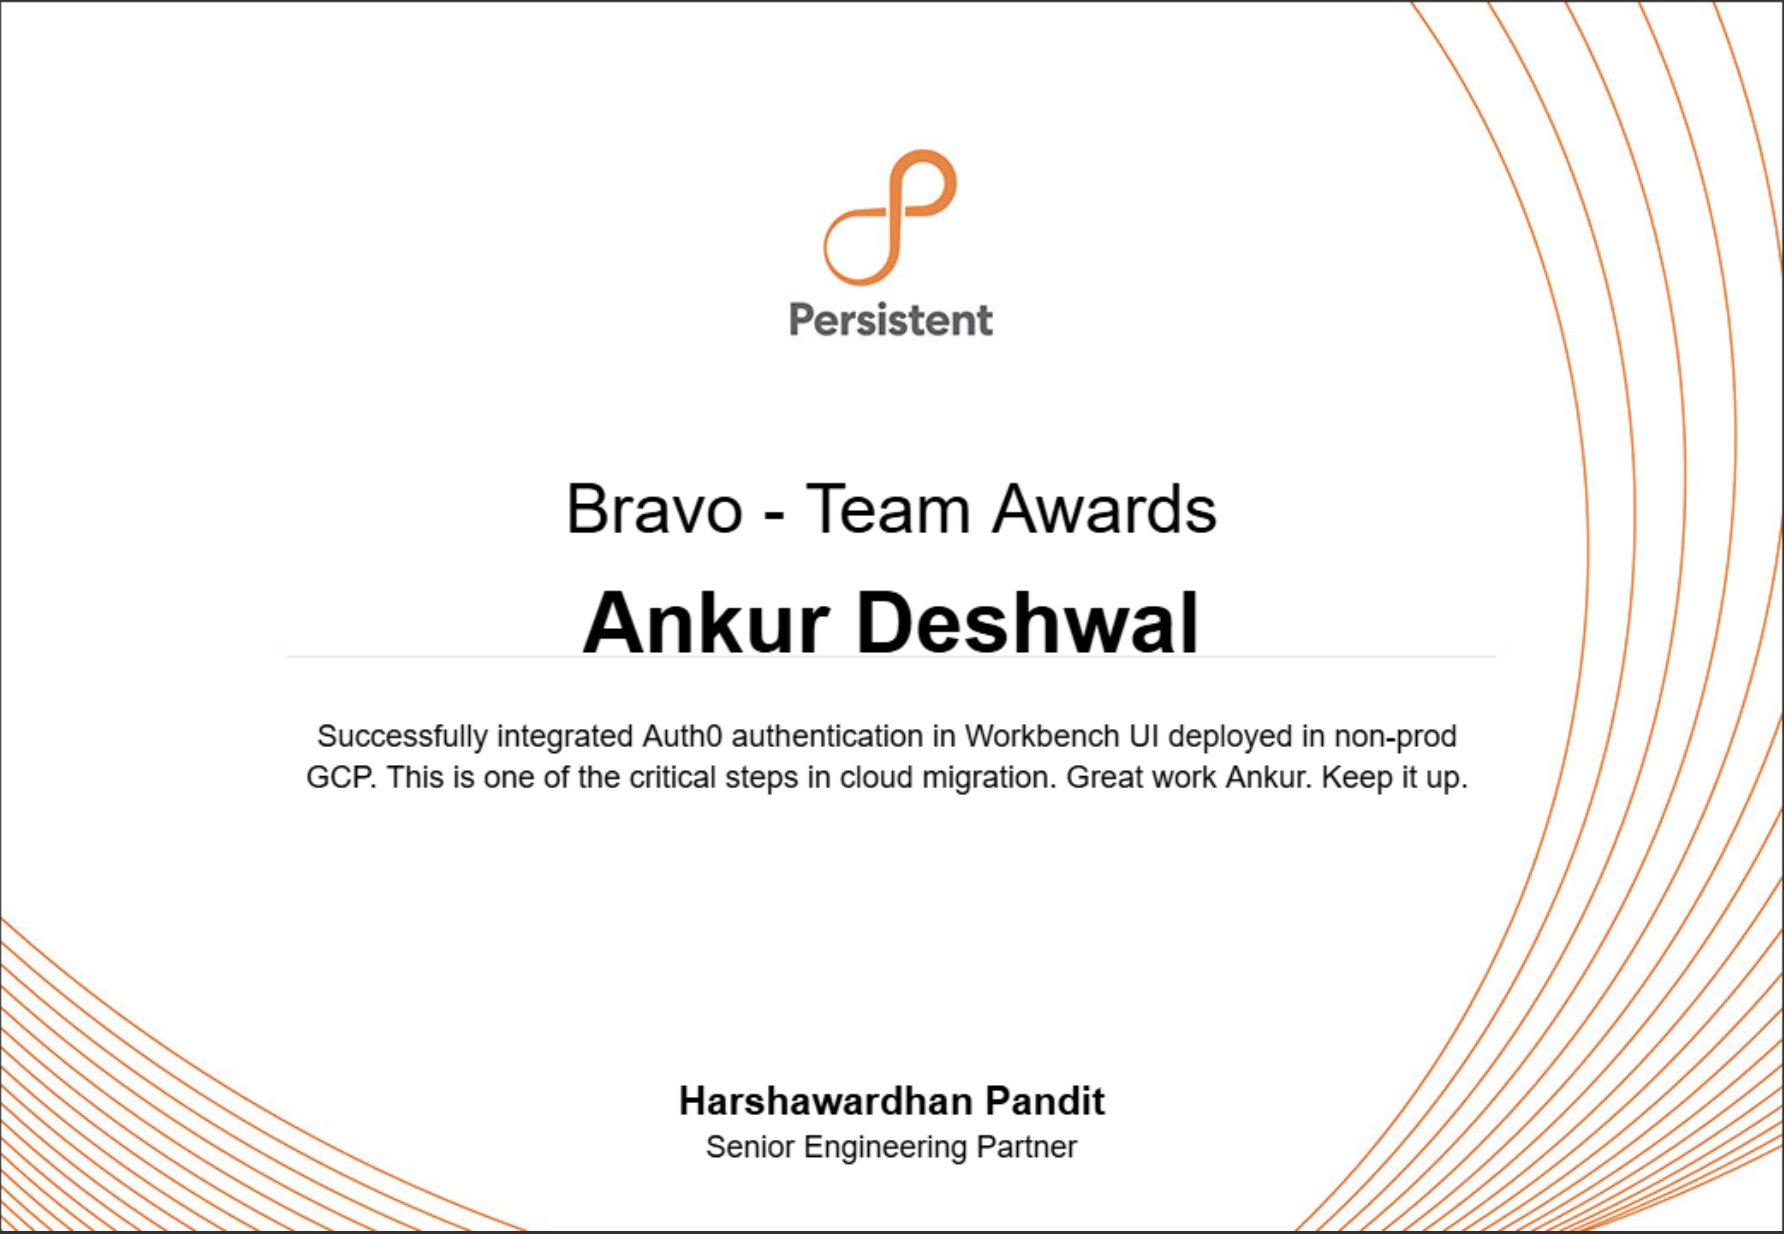 Persistent
Bravo - Team Awards
Ankur Deshwal
Successfully integrated Auth0 authentication in Workbench UI deployed in non-prod
GCP. This is one of the critical steps in cloud migration. Great work Ankur. Keep it up.
Harshawardhan Pandit
Senior Engineering Partner